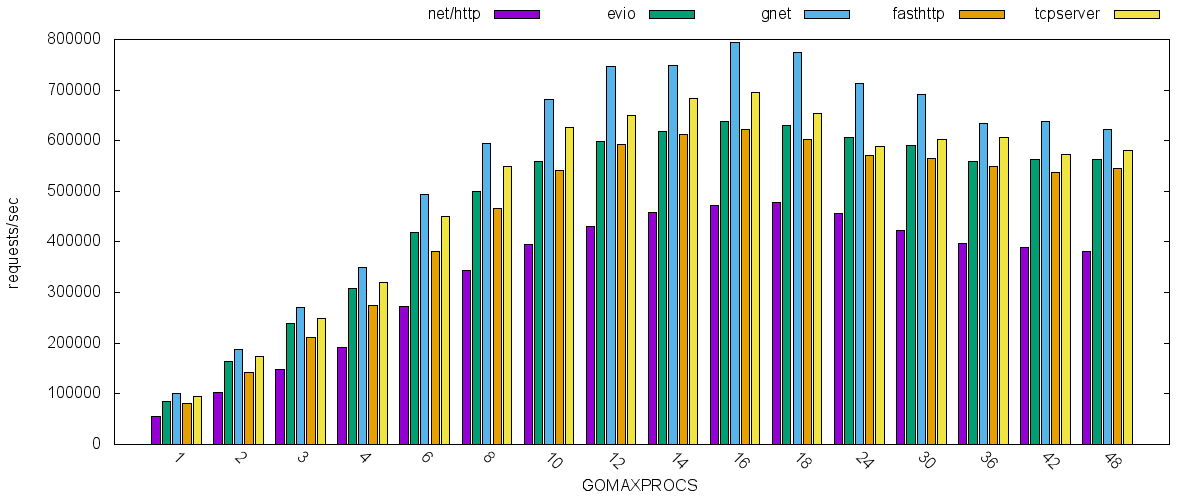 net/http evio gnet fasthttp tcpserver
800000
700000
600000
500000
400000
300000
200000
100000
0
requests/sec
1 2 3 4 6 8 10 12 14 16 18 24 30 36 42 48
GOMAXPROCS